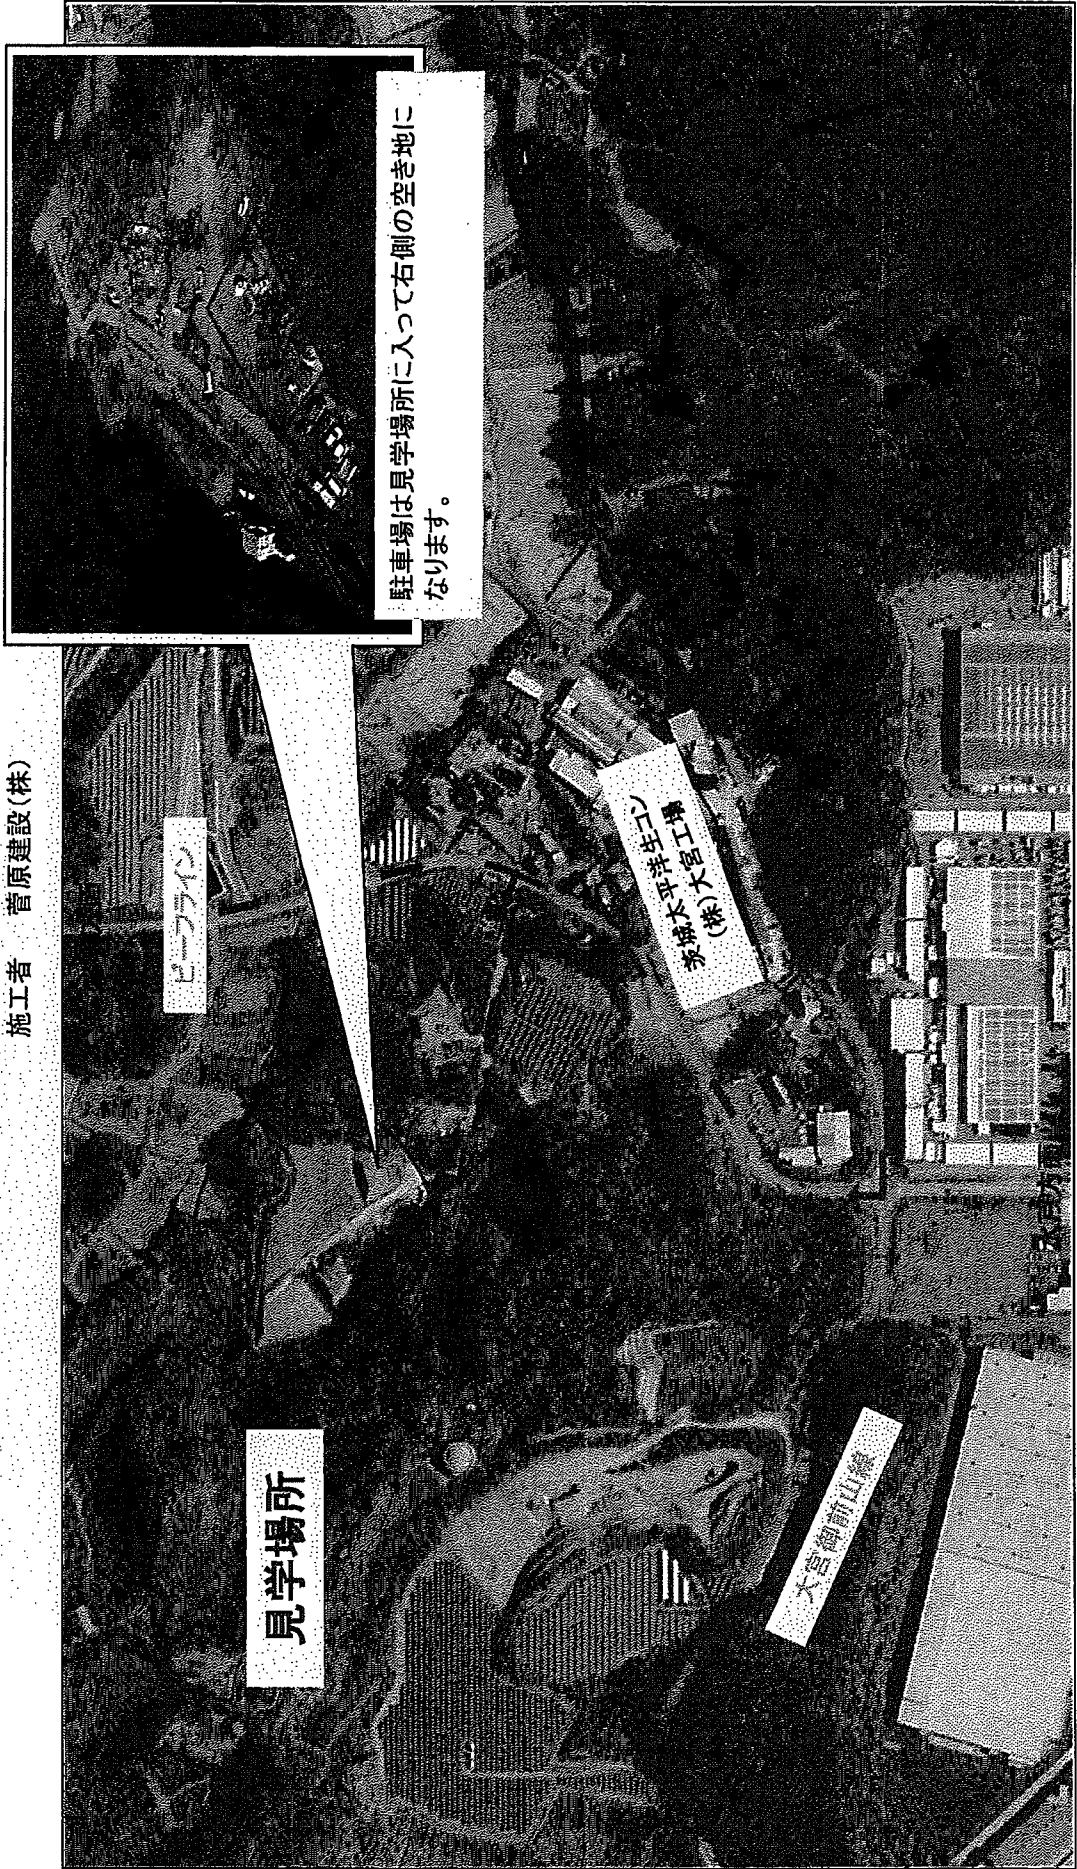 施工者 菅原建設(株)
駐車場は見学場所に入って右側の空き地に
なります。
ビーフライン
茨城太平洋生コン
(株)大宮工場
見学場所
大宮御前山線